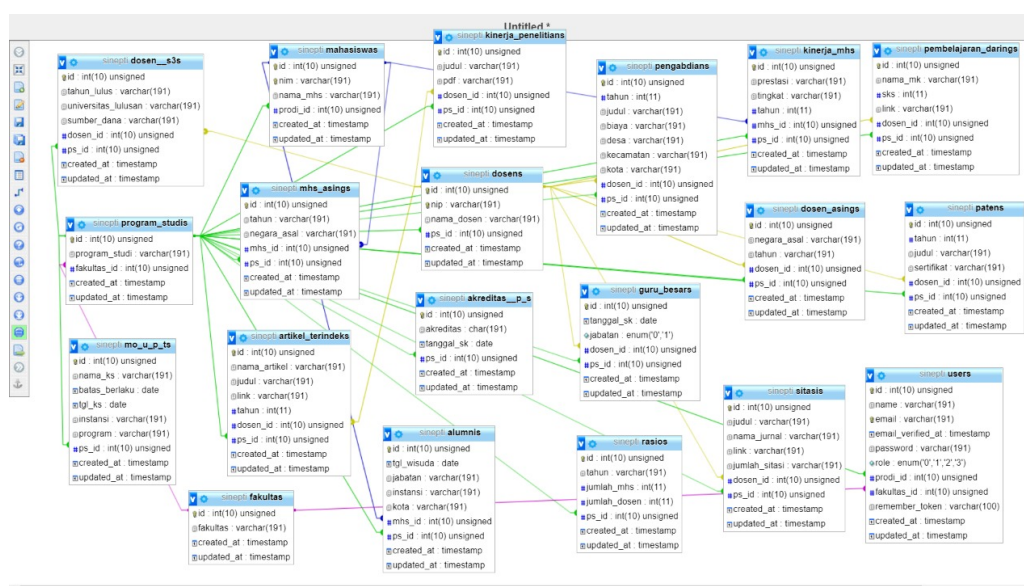 Untitled *
sinepti dosen__s3s
id : int(10) unsigned
tahun_lulus : varchar(191)
universitas_lulusan : varchar(191)
sumber_dana : varchar(191)
dosen_id : int(10) unsigned
ps_id : int(10) unsigned
created_at : timestamp
updated_at : timestamp
sinepti mahasiswas
id : int(10) unsigned
nim : varchar(191)
nama_mhs : varchar(191)
prodi_id : int(10) unsigned
created_at : timestamp
updated_at : timestamp
sinepti kinerja_penelitians
id : int(10) unsigned
judul : varchar(191)
pdf : varchar(191)
dosen_id : int(10) unsigned
ps_id : int(10) unsigned
created_at : timestamp
updated_at : timestamp
sinepti pengabdians
id : int(10) unsigned
tahun : int(11)
judul : varchar(191)
biaya : varchar(191)
desa : varchar(191)
kecamatan : varchar(191)
kota : varchar(191)
dosen_id : int(10) unsigned
ps_id : int(10) unsigned
created_at : timestamp
updated_at : timestamp
sinepti kinerja_mhs
id : int(10) unsigned
prestasi : varchar(191)
tingkat : varchar(191)
tahun : int(11)
mhs_id : int(10) unsigned
ps_id : int(10) unsigned
created_at : timestamp
updated_at : timestamp
sinepti pembelajaran_darings
id : int(10) unsigned
nama_mk : varchar(191)
sks : int(11)
link : varchar(191)
dosen_id : int(10) unsigned
ps_id : int(10) unsigned
created_at : timestamp
updated_at : timestamp
sinepti program_studis
id : int(10) unsigned
program_studi : varchar(191)
fakultas_id : int(10) unsigned
created_at : timestamp
updated_at : timestamp
sinepti mhs_asings
id : int(10) unsigned
tahun : varchar(191)
negara_asal : varchar(191)
mhs_id : int(10) unsigned
ps_id : int(10) unsigned
created_at : timestamp
updated_at : timestamp
sinepti dosens
id : int(10) unsigned
nip : varchar(191)
nama_dosen : varchar(191)
ps_id : int(10) unsigned
created_at : timestamp
updated_at : timestamp
sinepti dosen_asings
id : int(10) unsigned
negara_asal : varchar(191)
tahun : varchar(191)
dosen_id : int(10) unsigned
ps_id : int(10) unsigned
created_at : timestamp
updated_at : timestamp
sinepti patens
id : int(10) unsigned
tahun : int(11)
judul : varchar(191)
sertifikat : varchar(191)
dosen_id : int(10) unsigned
ps_id : int(10) unsigned
created_at : timestamp
updated_at : timestamp
sinepti mo_u_p_ts
id : int(10) unsigned
nama_ks : varchar(191)
batas_berlaku : date
tgl_ks : date
instansi : varchar(191)
program : varchar(191)
ps_id : int(10) unsigned
created_at : timestamp
updated_at : timestamp
sinepti artikel_terindeks
id : int(10) unsigned
nama_artikel : varchar(191)
judul : varchar(191)
link : varchar(191)
tahun : int(11)
dosen_id : int(10) unsigned
ps_id : int(10) unsigned
created_at : timestamp
updated_at : timestamp
sinepti akreditas__p_s
id : int(10) unsigned
akreditas : char(191)
tanggal_sk : date
ps_id : int(10) unsigned
created_at : timestamp
updated_at : timestamp
sinepti guru_besars
id : int(10) unsigned
tanggal_sk : date
jabatan : enum('0','1')
dosen_id : int(10) unsigned
ps_id : int(10) unsigned
created_at : timestamp
updated_at : timestamp
sinepti fakultas
id : int(10) unsigned
fakultas : varchar(191)
created_at : timestamp
updated_at : timestamp
sinepti alumnis
id : int(10) unsigned
tgl_wisuda : date
jabatan : varchar(191)
instansi : varchar(191)
kota : varchar(191)
mhs_id : int(10) unsigned
ps_id : int(10) unsigned
created_at : timestamp
updated_at : timestamp
sinepti rasios
id : int(10) unsigned
tahun : varchar(191)
jumlah_mhs : int(11)
jumlah_dosen : int(11)
ps_id : int(10) unsigned
created_at : timestamp
updated_at : timestamp
sinepti sitasis
id : int(10) unsigned
judul : varchar(191)
nama_jurnal : varchar(191)
link : varchar(191)
jumlah_sitasi : varchar(191)
dosen_id : int(10) unsigned
ps_id : int(10) unsigned
created_at : timestamp
updated_at : timestamp
sinepti users
id : int(10) unsigned
name : varchar(191)
email : varchar(191)
email_verified_at : timestamp
password : varchar(191)
role : enum('0','1','2','3')
prodi_id : int(10) unsigned
fakultas_id : int(10) unsigned
remember_token : varchar(100)
created_at : timestamp
updated_at : timestamp